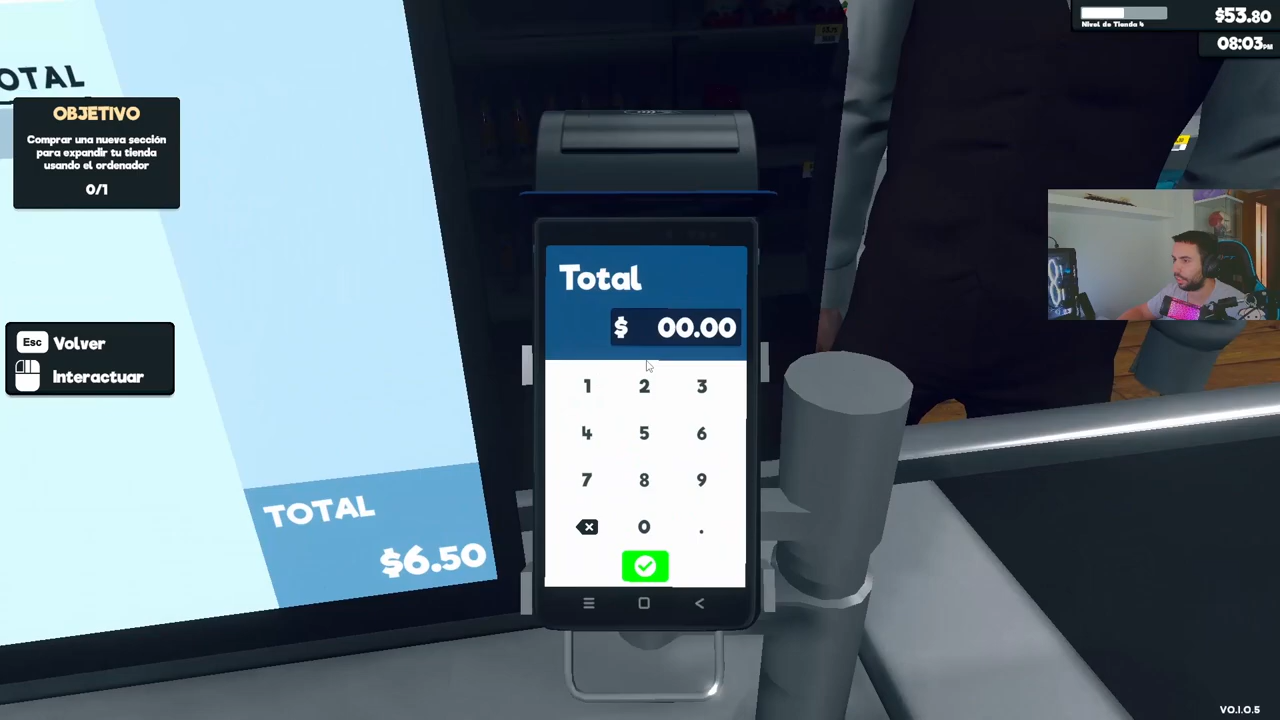 $53.80
Nivel de Tienda 4
08:03PM
OTAL
OBJETIVO
Comprar una nueva sección
para expandir tu tienda
usando el ordenador
0/1
Esc Volver
Interactuar
Total
$ 00.00
1 2 3
4 5 6
7 8 9
0 .
TOTAL
$6.50
V0.1.0.5